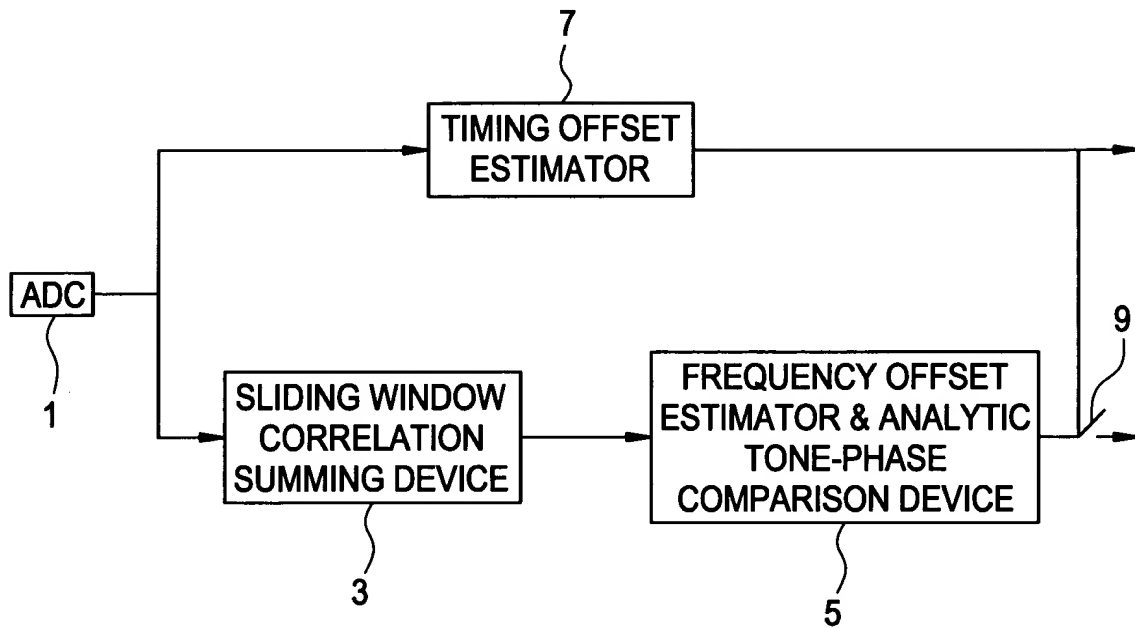 7
TIMING OFFSET
ESTIMATOR
ADC
1
9
SLIDING WINDOW
CORRELATION
SUMMING DEVICE
3
FREQUENCY OFFSET
ESTIMATOR & ANALYTIC
TONE-PHASE
COMPARISON DEVICE
5